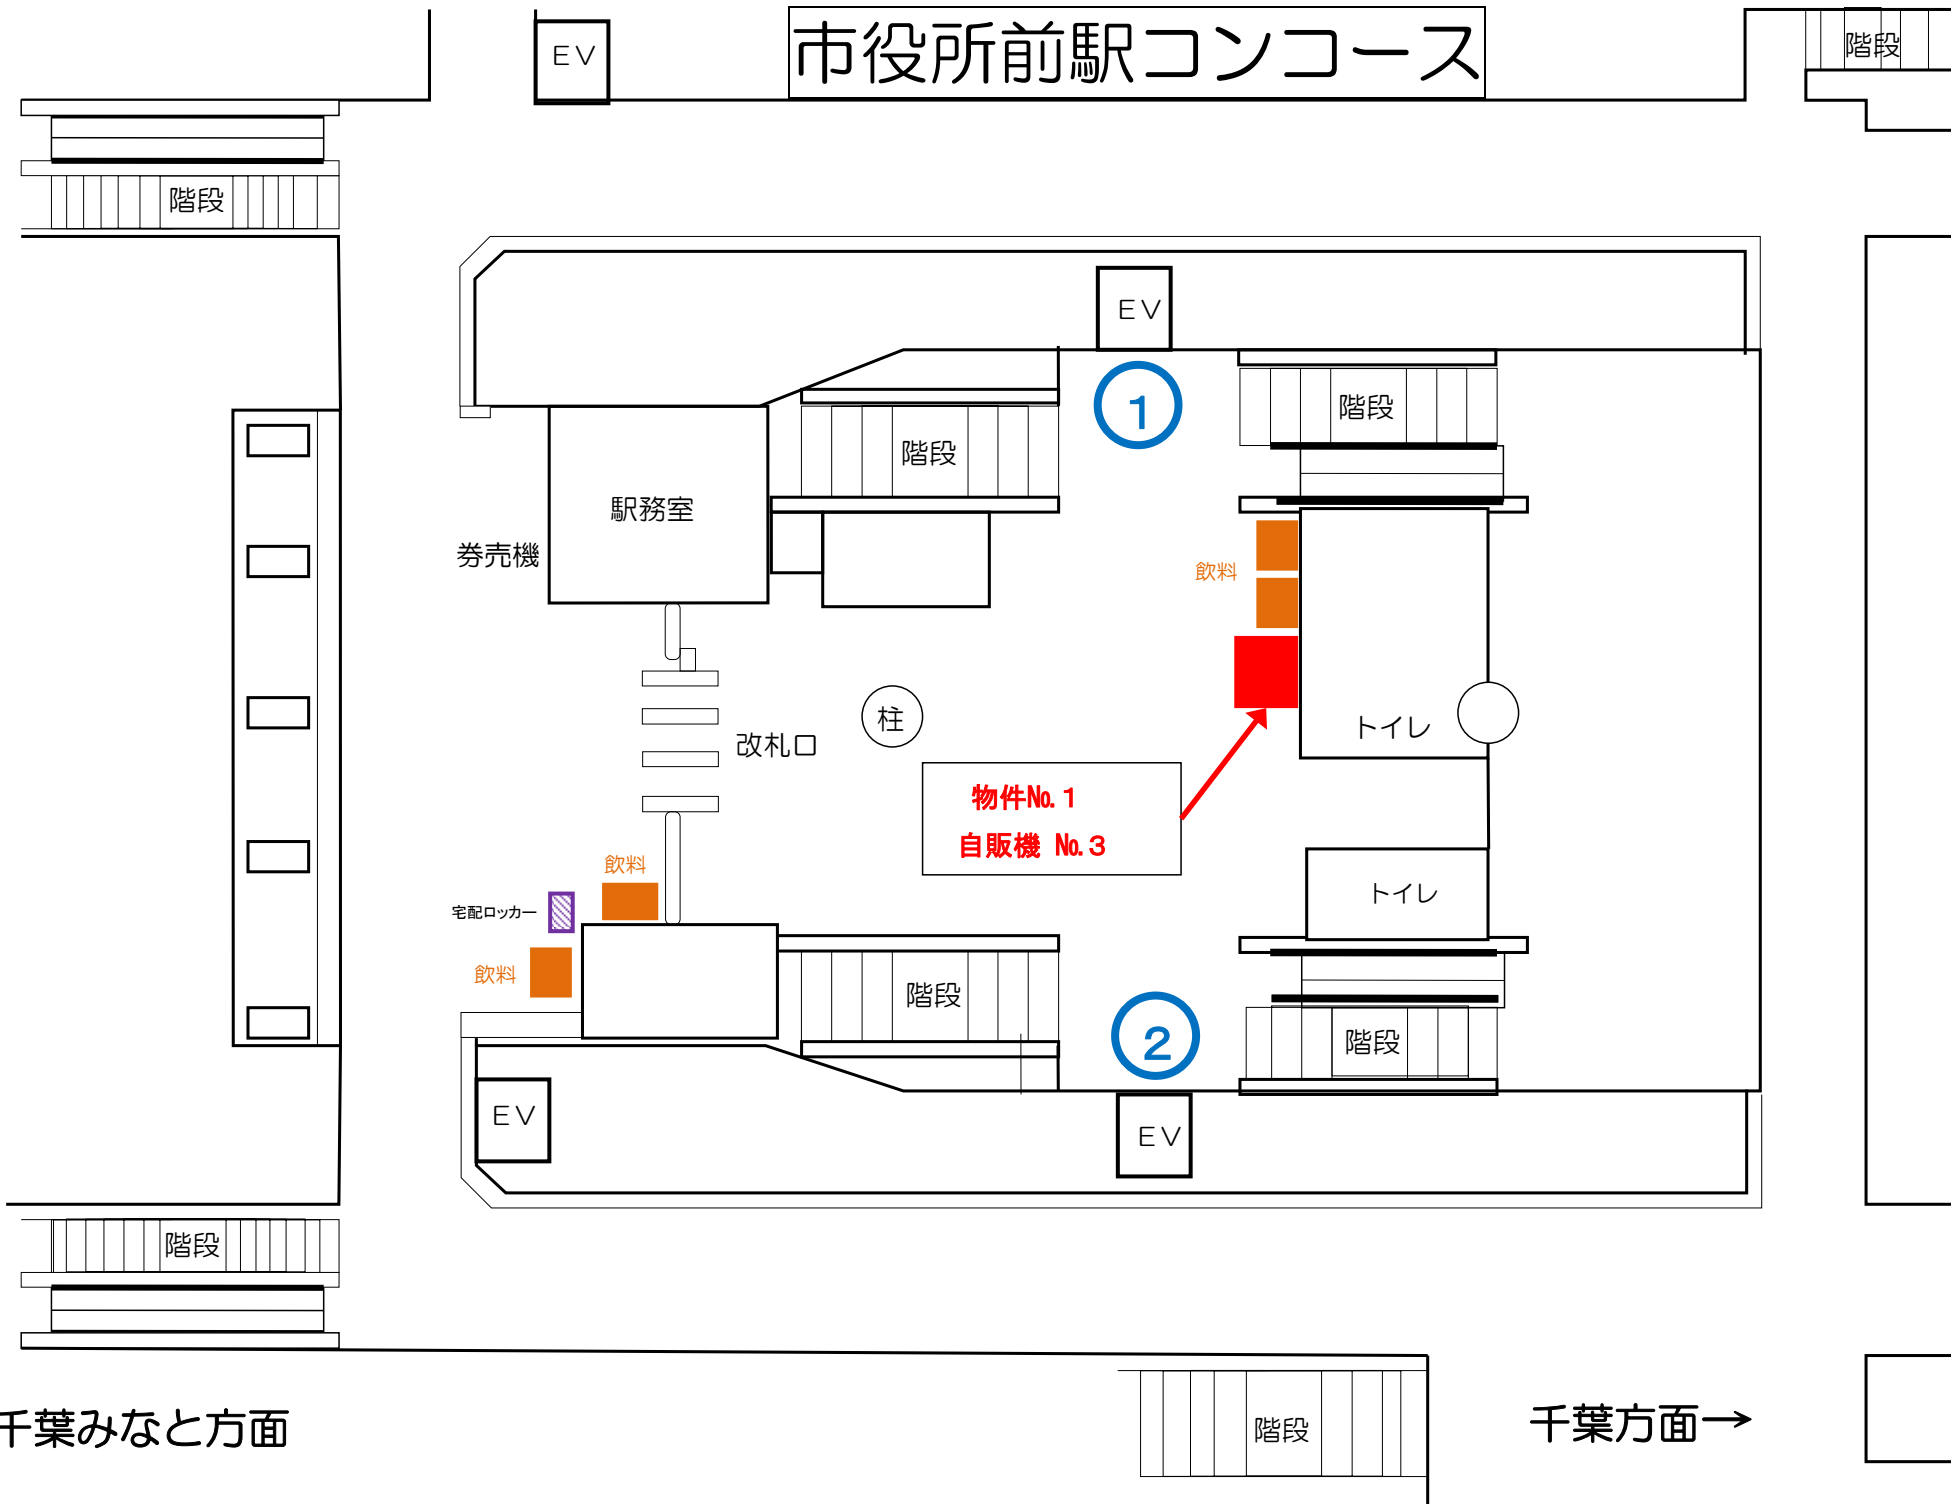 市役所前駅コンコース
EV
階段
階段
EV
1
階段
階段
駅務室
券売機
飲料
柱
改札口
トイレ
物件№.1
自販機 №.3
飲料
トイレ
宅配ロッカー
飲料
階段
2
階段
EV
EV
階段
千葉みなと方面
千葉方面→
階段